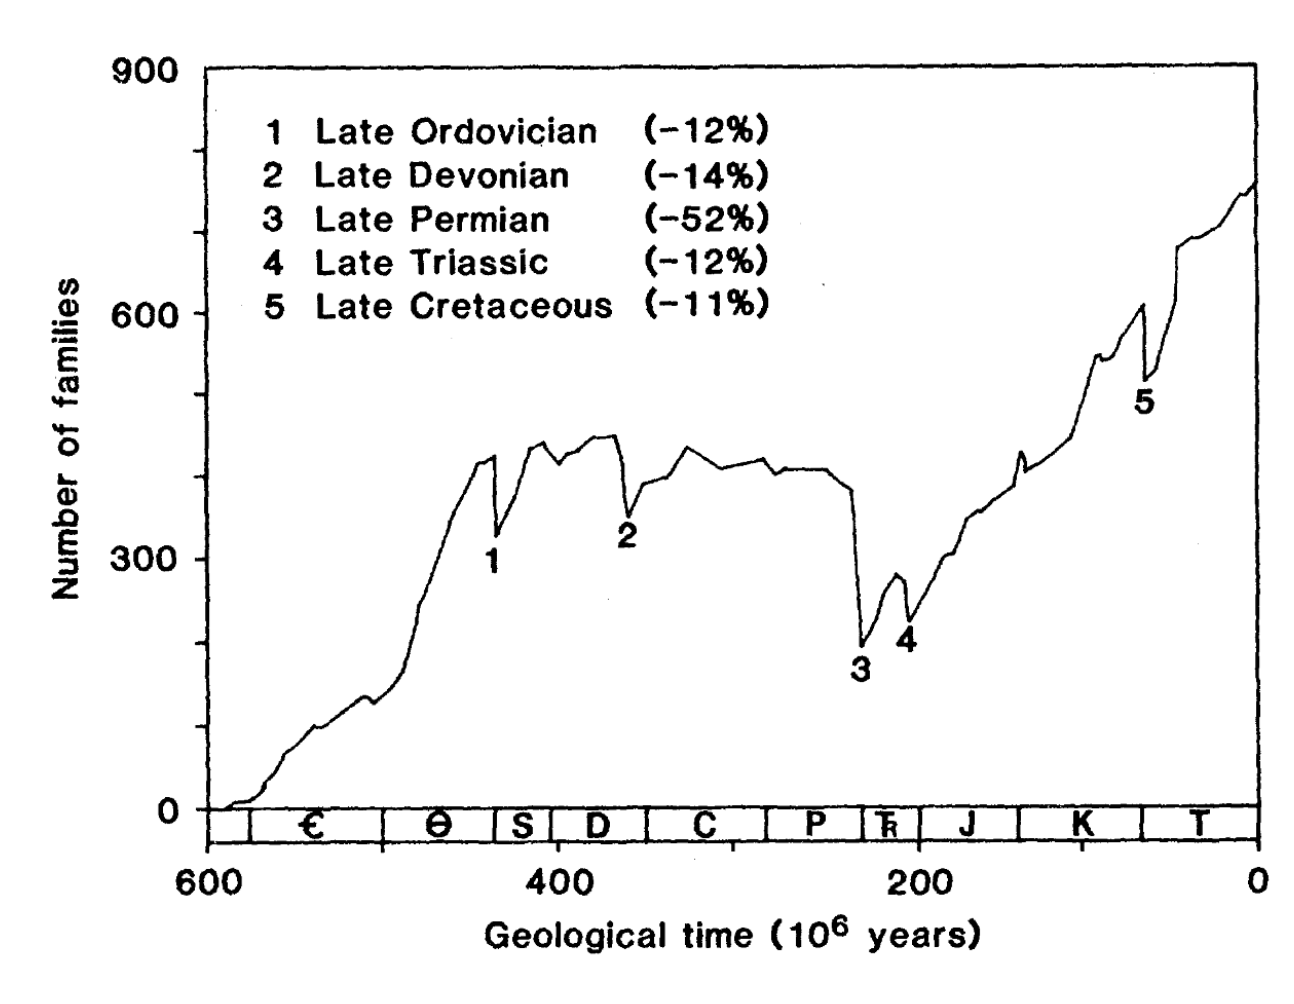 900
1 Late Ordovician (-12%)
2 Late Devonian (-14%)
3 Late Permian (-52%)
4 Late Triassic (-12%)
5 Late Cretaceous (-11%)
600
300
0
Number of families
1
2
3
4
5
Є Ө S D C P TR J K T
600 400 200 0
Geological time (10⁶ years)